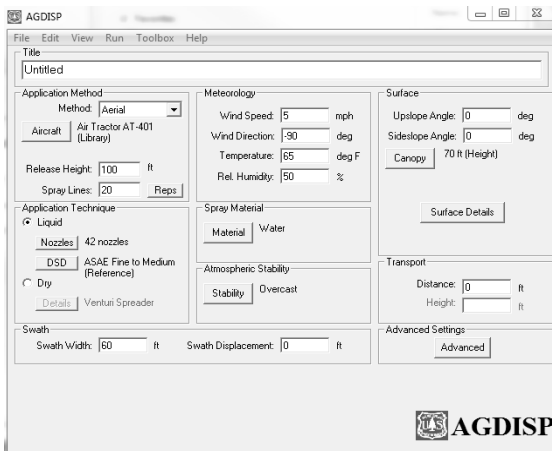 AGDISP
File Edit View Run Toolbox Help
Title
Untitled
Application Method
Method: Aerial
Aircraft Air Tractor AT-401
(Library)
Release Height: 100 ft
Spray Lines: 20 Reps
Meteorology
Wind Speed: 5 mph
Wind Direction: -90 deg
Temperature: 65 deg F
Rel. Humidity: 50 %
Surface
Upslope Angle: 0 deg
Sideslope Angle: 0 deg
Canopy 70 ft (Height)
Surface Details
Application Technique
Liquid
Nozzles 42 nozzles
DSD ASAE Fine to Medium
(Reference)
Dry
Details Venturi Spreader
Spray Material
Material Water
Atmospheric Stability
Stability Overcast
Transport
Distance: 0 ft
Height: ft
Swath
Swath Width: 60 ft Swath Displacement: 0 ft
Advanced Settings
Advanced
AGDISP